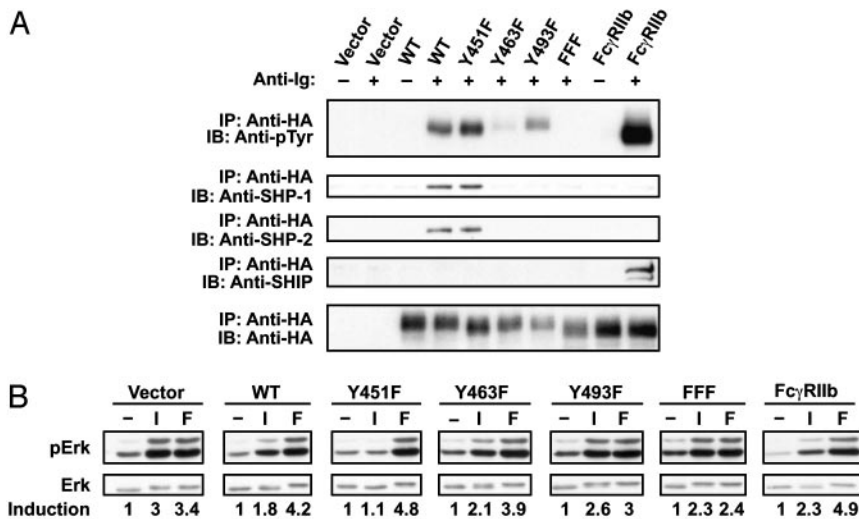 A
Vector Vector WT WT Y451F Y463F Y493F FFF FcγRIIb FcγRIIb
Anti-Ig: – + – + + + + + – +
IP: Anti-HA
IB: Anti-pTyr
IP: Anti-HA
IB: Anti-SHP-1
IP: Anti-HA
IB: Anti-SHP-2
IP: Anti-HA
IB: Anti-SHIP
IP: Anti-HA
IB: Anti-HA
B
Vector WT Y451F Y463F Y493F FFF FcγRIIb
– I F – I F – I F – I F – I F – I F – I F
pErk
Erk
Induction 1 3 3.4 1 1.8 4.2 1 1.1 4.8 1 2.1 3.9 1 2.6 3 1 2.3 2.4 1 2.3 4.9